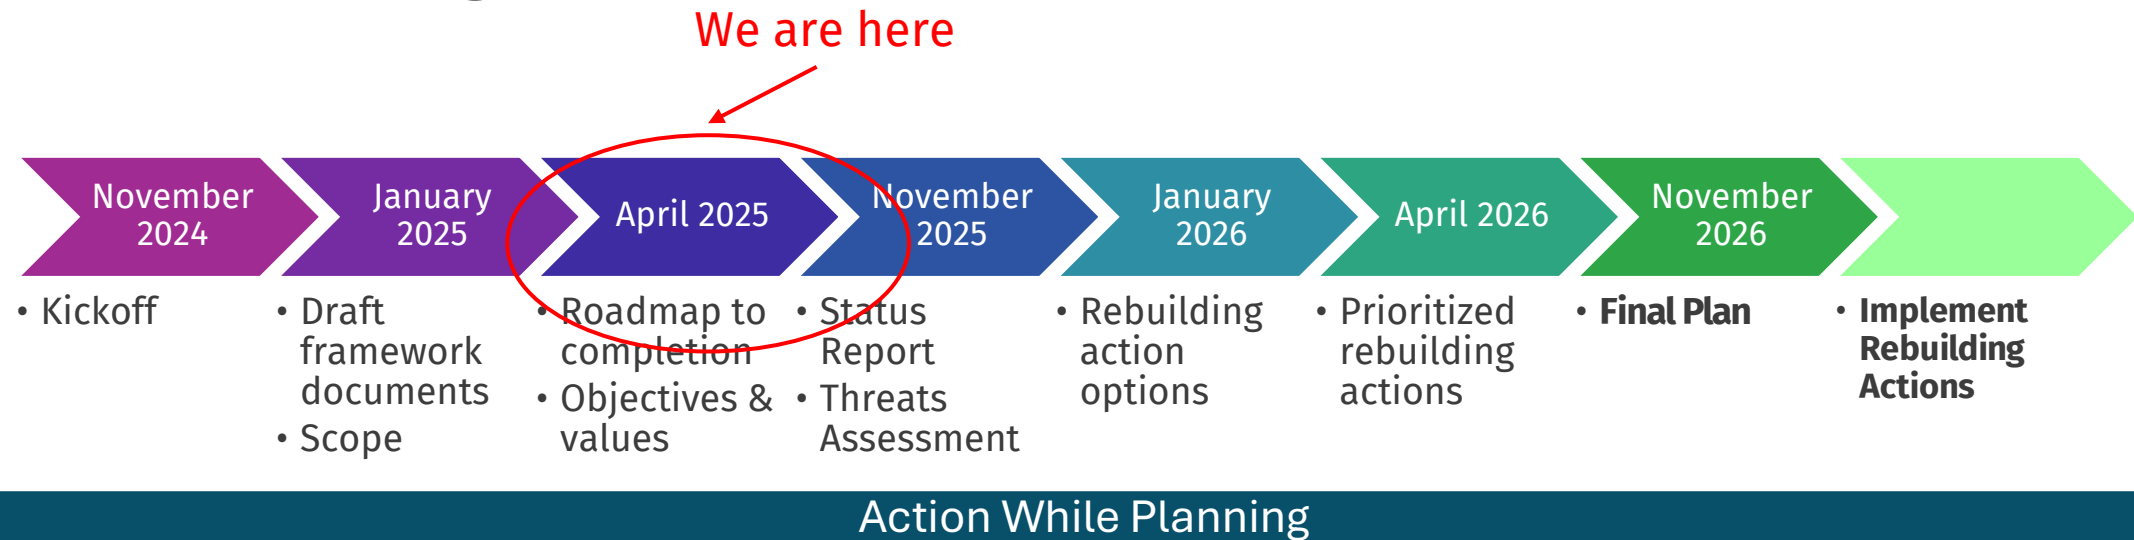 We are here
November
2024
January
2025
April 2025
November
2025
January
2026
April 2026
November
2026
• Kickoff
• Draft
framework
documents
• Scope
• Roadmap to
completion
• Objectives &
values
• Status
Report
• Threats
Assessment
• Rebuilding
action
options
• Prioritized
rebuilding
actions
• Final Plan
• Implement
Rebuilding
Actions
Action While Planning